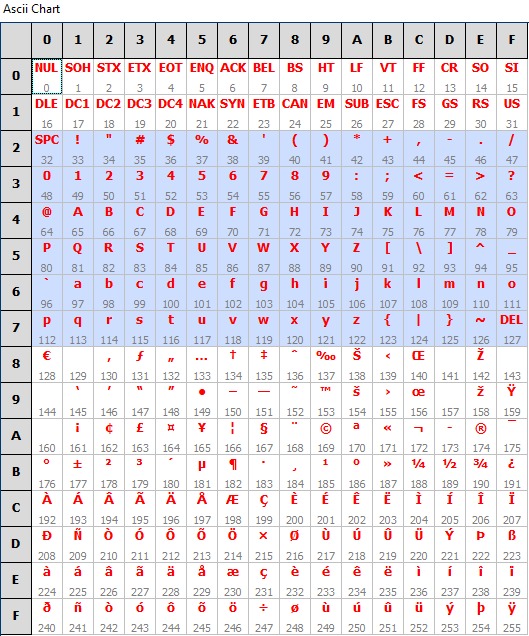 Ascii Chart
0 1 2 3 4 5 6 7 8 9 A B C D E F
0 NUL SOH STX ETX EOT ENQ ACK BEL BS HT LF VT FF CR SO SI
0 1 2 3 4 5 6 7 8 9 10 11 12 13 14 15
1 DLE DC1 DC2 DC3 DC4 NAK SYN ETB CAN EM SUB ESC FS GS RS US
16 17 18 19 20 21 22 23 24 25 26 27 28 29 30 31
2 SPC ! " # $ % & ' ( ) * + , - . /
32 33 34 35 36 37 38 39 40 41 42 43 44 45 46 47
3 0 1 2 3 4 5 6 7 8 9 : ; < = > ?
48 49 50 51 52 53 54 55 56 57 58 59 60 61 62 63
4 @ A B C D E F G H I J K L M N O
64 65 66 67 68 69 70 71 72 73 74 75 76 77 78 79
5 P Q R S T U V W X Y Z [ \ ] ^ _
80 81 82 83 84 85 86 87 88 89 90 91 92 93 94 95
6 ` a b c d e f g h i j k l m n o
96 97 98 99 100 101 102 103 104 105 106 107 108 109 110 111
7 p q r s t u v w x y z { | } ~ DEL
112 113 114 115 116 117 118 119 120 121 122 123 124 125 126 127
8 € ‚ ƒ „ … † ‡ ˆ ‰ Š ‹ Œ Ž
128 129 130 131 132 133 134 135 136 137 138 139 140 141 142 143
9 ‘ ’ “ ” • – — ˜ ™ š › œ ž Ÿ
144 145 146 147 148 149 150 151 152 153 154 155 156 157 158 159
A ¡ ¢ £ ¤ ¥ ¦ § ¨ © ª « ¬ - ® ¯
160 161 162 163 164 165 166 167 168 169 170 171 172 173 174 175
B ° ± ² ³ ´ µ ¶ · ¸ ¹ º » ¼ ½ ¾ ¿
176 177 178 179 180 181 182 183 184 185 186 187 188 189 190 191
C À Á Â Ã Ä Å Æ Ç È É Ê Ë Ì Í Î Ï
192 193 194 195 196 197 198 199 200 201 202 203 204 205 206 207
D Ð Ñ Ò Ó Ô Õ Ö × Ø Ù Ú Û Ü Ý Þ ß
208 209 210 211 212 213 214 215 216 217 218 219 220 221 222 223
E à á â ã ä å æ ç è é ê ë ì í î ï
224 225 226 227 228 229 230 231 232 233 234 235 236 237 238 239
F ð ñ ò ó ô õ ö ÷ ø ù ú û ü ý þ ÿ
240 241 242 243 244 245 246 247 248 249 250 251 252 253 254 255